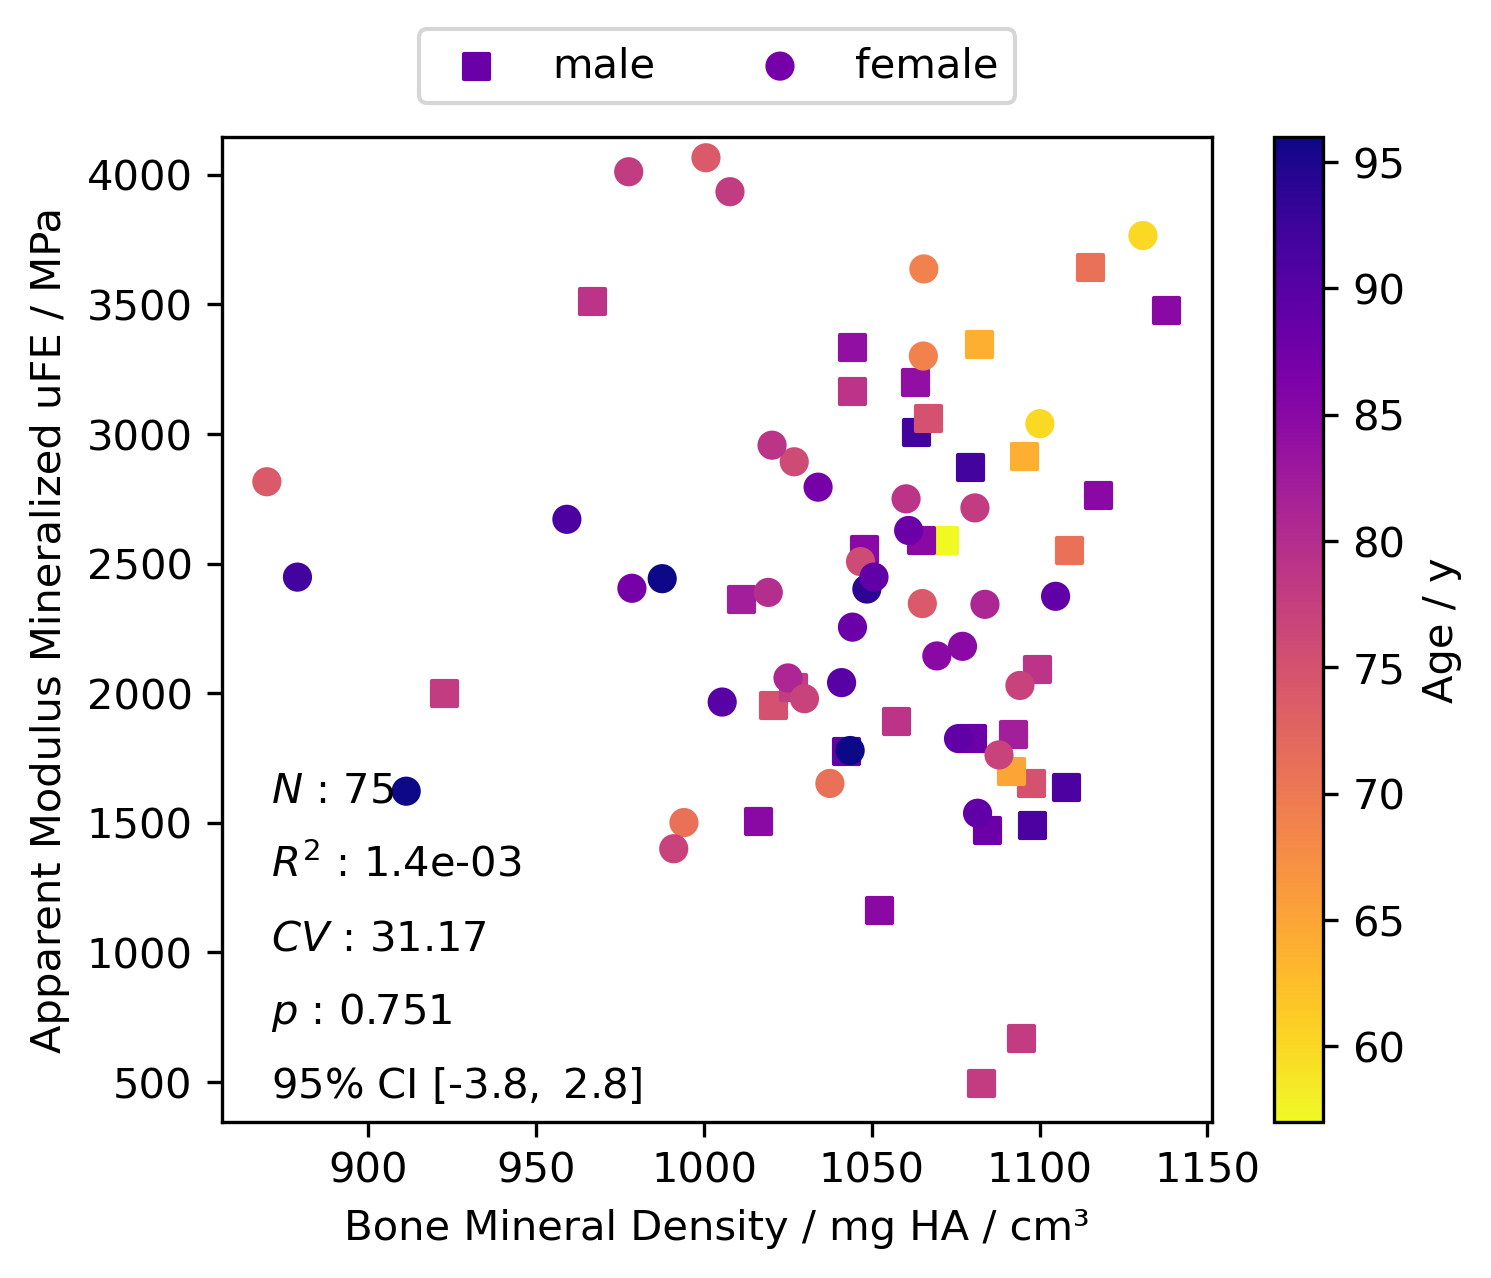 male female
4000
3500
3000
2500
2000
1500
1000
500
Apparent Modulus Mineralized uFE / MPa
N : 75
R² : 1.4e-03
CV : 31.17
p : 0.751
95% CI [-3.8, 2.8]
900 950 1000 1050 1100 1150
Bone Mineral Density / mg HA / cm³
95
90
85
80
75
70
65
60
Age / y